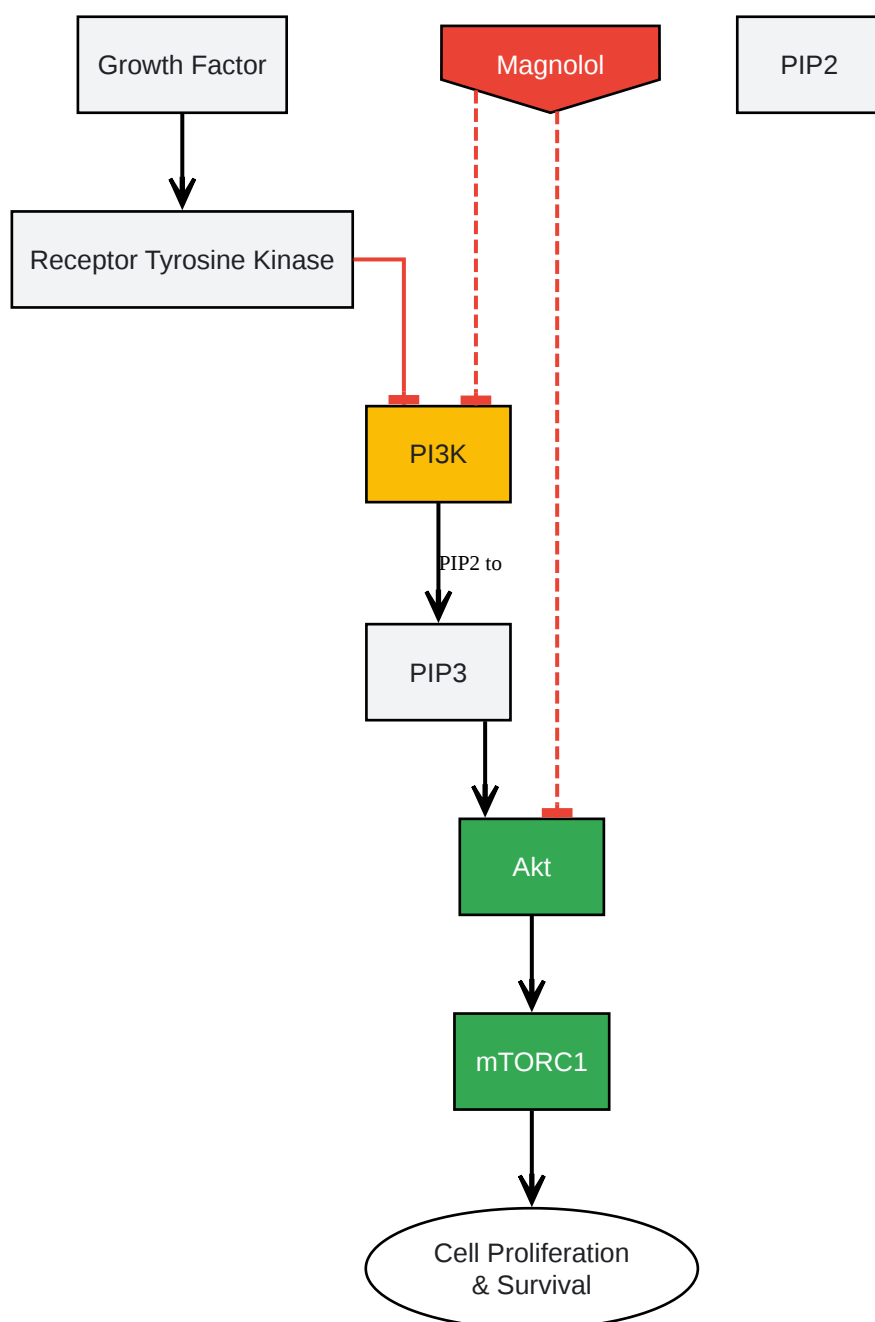 Growth Factor
Magnolol
PIP2
Receptor Tyrosine Kinase
PI3K
PIP2 to
PIP3
Akt
mTORC1
Cell Proliferation
& Survival